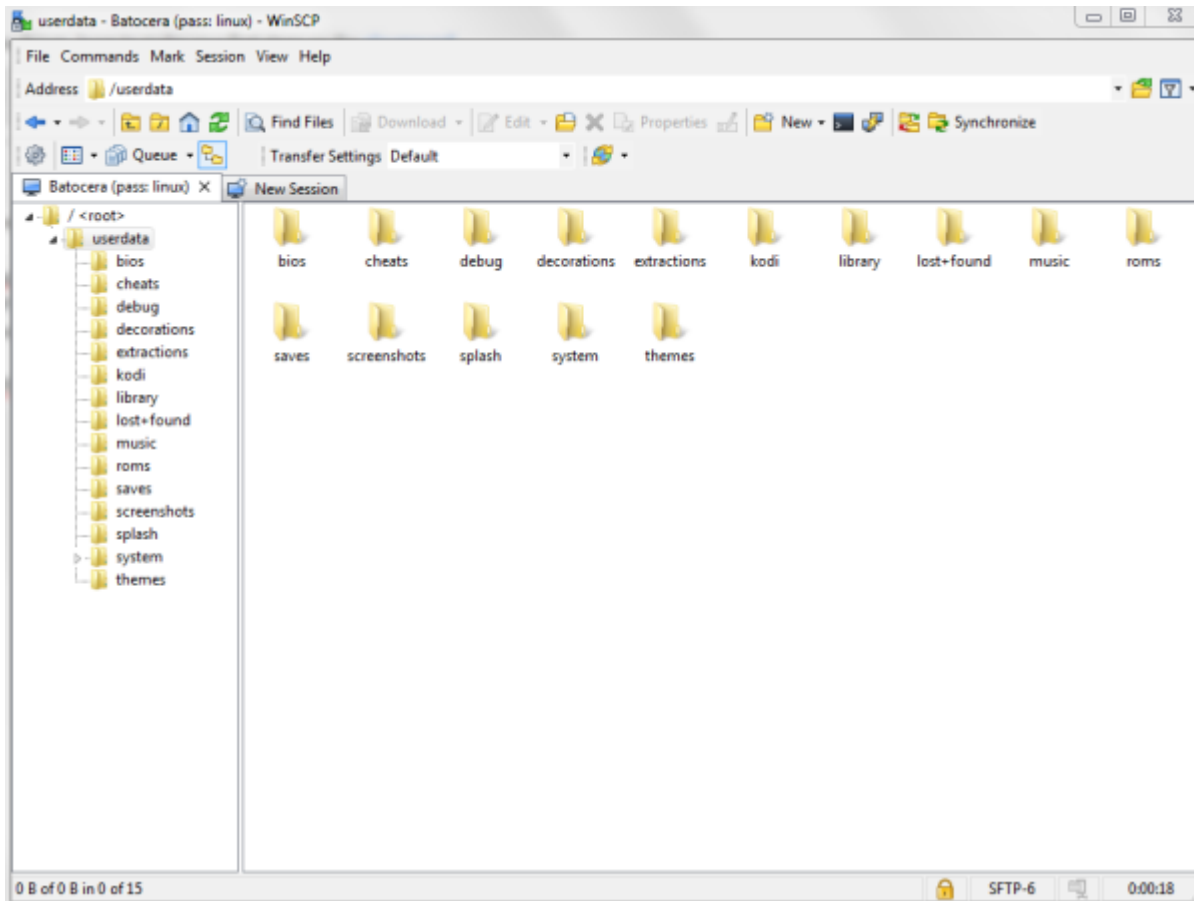 userdata - Batocera (pass: linux) - WinSCP
File Commands Mark Session View Help
Address /userdata
Find Files Download Edit Properties New Synchronize
Queue Transfer Settings Default
Batocera (pass: linux) X New Session
/ <root>
userdata
bios
cheats
debug
decorations
extractions
kodi
library
lost+found
music
roms
saves
screenshots
splash
system
themes
bios cheats debug decorations extractions kodi library lost+found music roms
saves screenshots splash system themes
0 B of 0 B in 0 of 15 SFTP-6 0:00:18